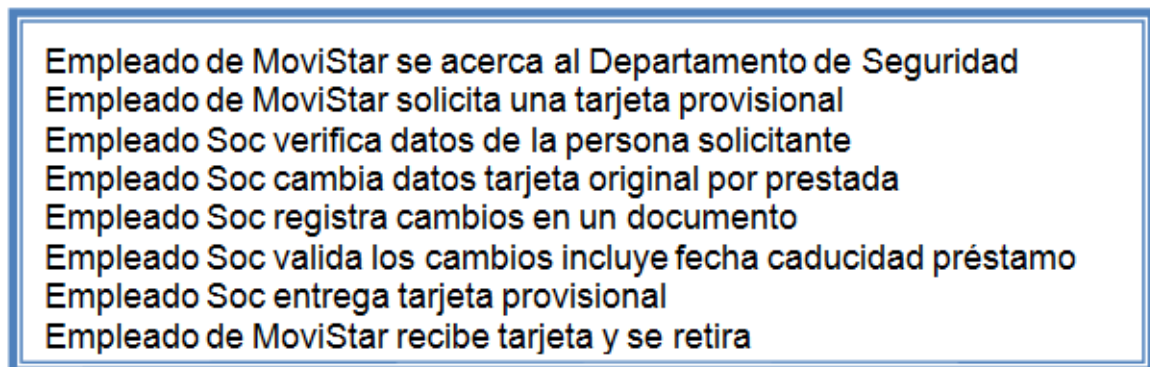 Empleado de MoviStar se acerca al Departamento de Seguridad
Empleado de MoviStar solicita una tarjeta provisional
Empleado Soc verifica datos de la persona solicitante
Empleado Soc cambia datos tarjeta original por prestada
Empleado Soc registra cambios en un documento
Empleado Soc valida los cambios incluye fecha caducidad préstamo
Empleado Soc entrega tarjeta provisional
Empleado de MoviStar recibe tarjeta y se retira